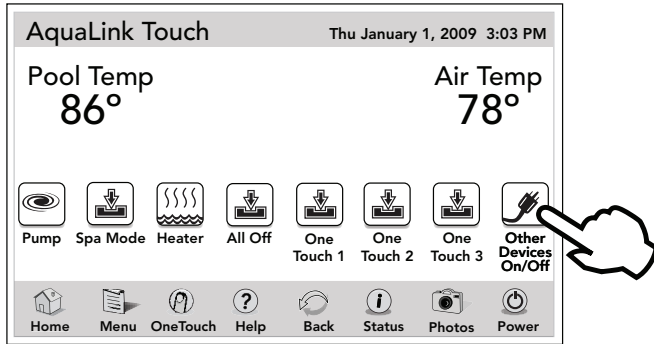 AquaLink Touch Thu January 1, 2009 3:03 PM
Pool Temp Air Temp
86° 78°
Pump Spa Mode Heater All Off One Touch 1 One Touch 2 One Touch 3 Other Devices On/Off
Home Menu OneTouch Help Back Status Photos Power